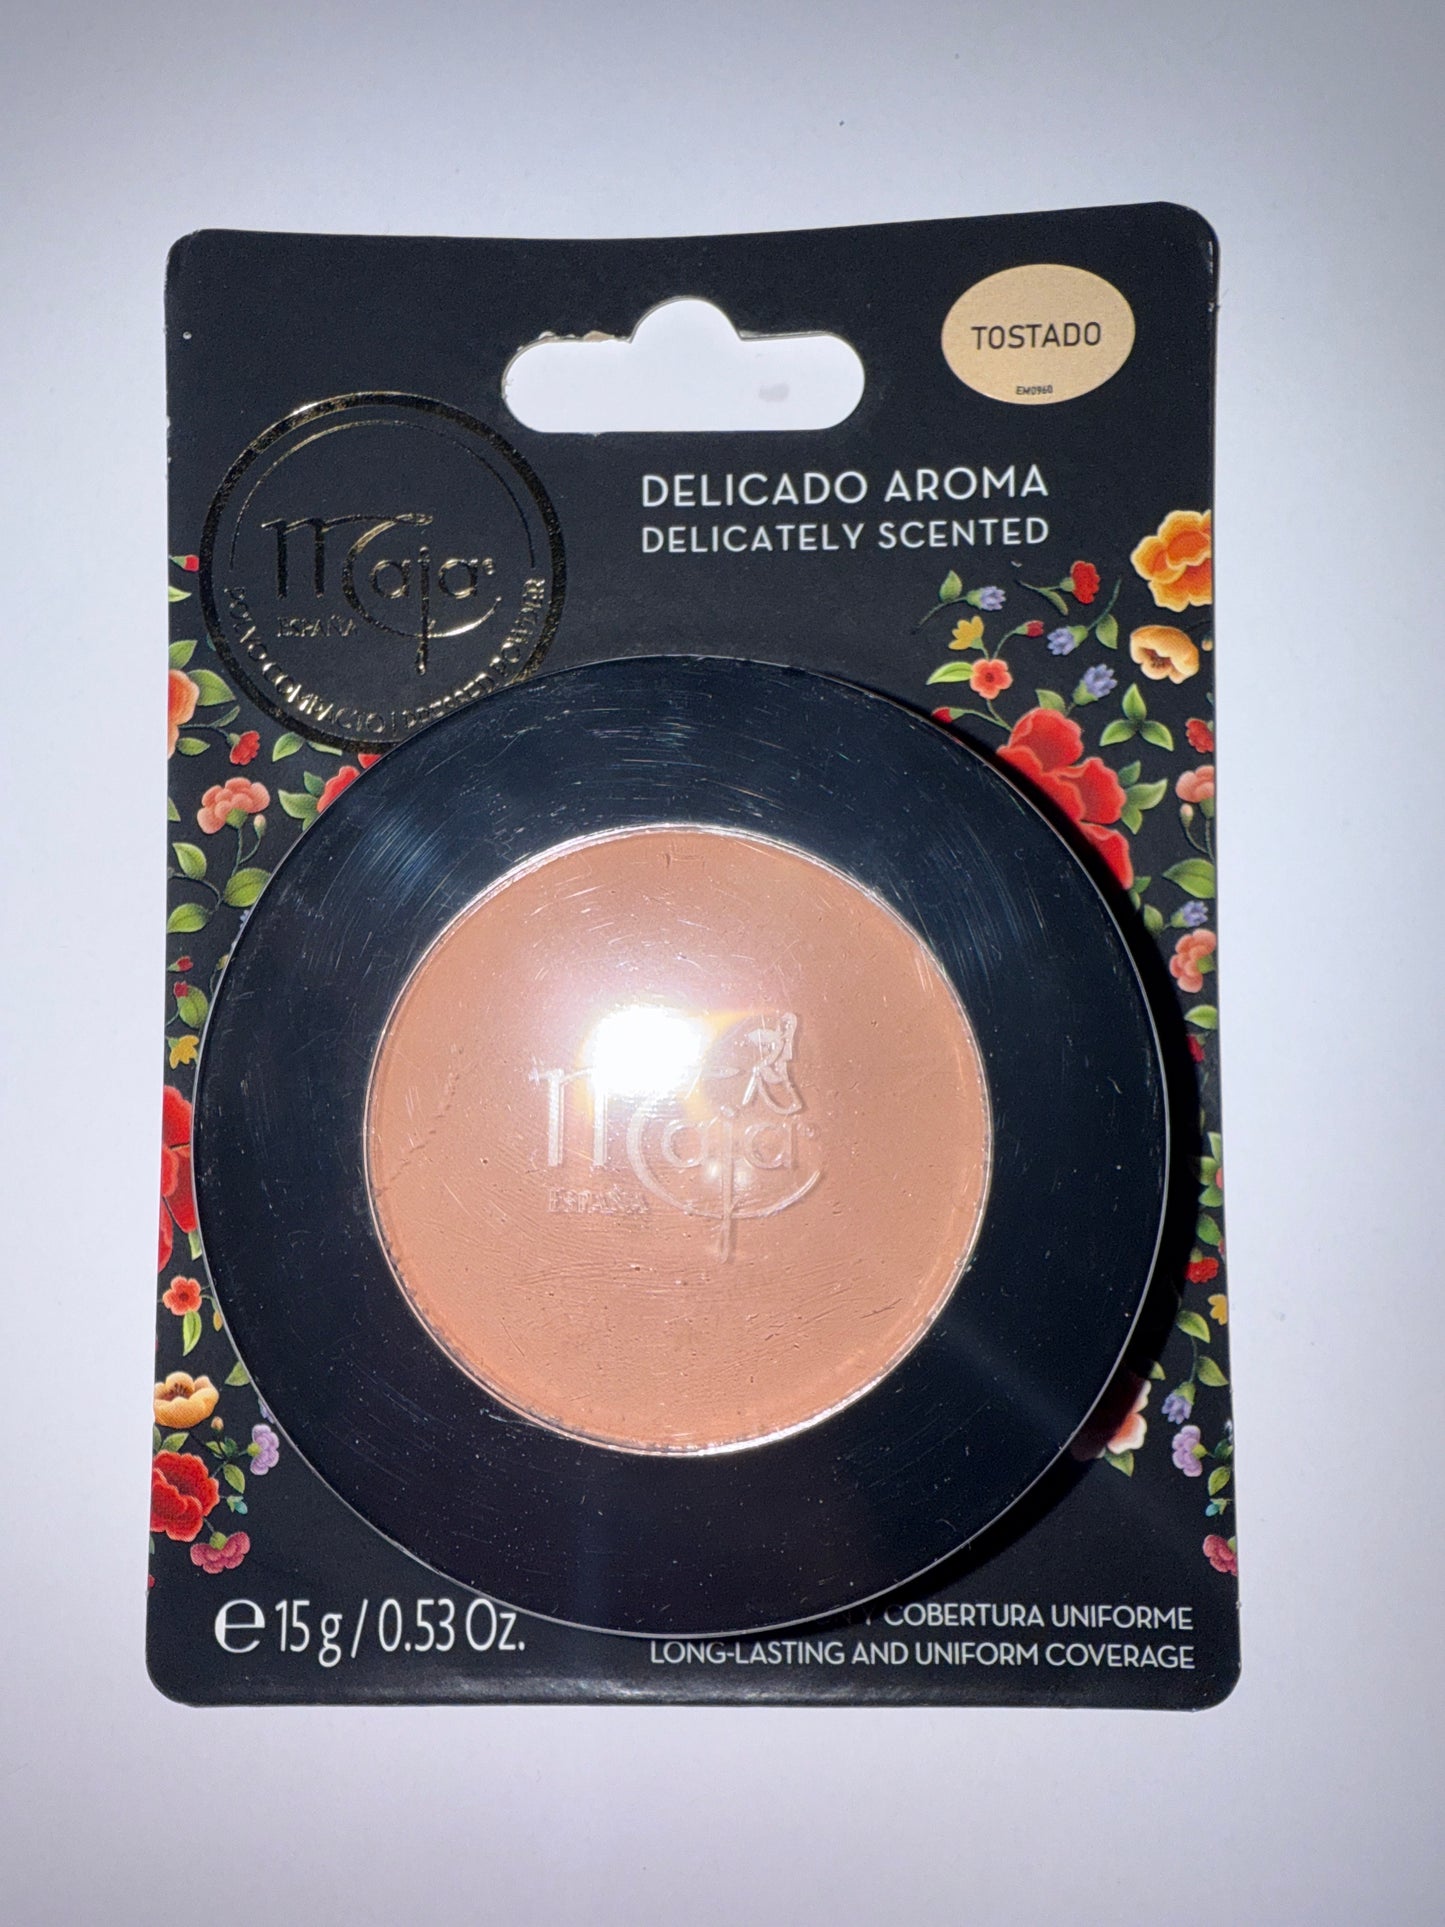 TOSTADO
EM0960
DELICADO AROMA
DELICATELY SCENTED
Maja®
ESPAÑA
POLVO COMPACTO | PRESSED POWDER
Maja®
ESPAÑA
e 15 g / 0.53 Oz.
Y COBERTURA UNIFORME
LONG-LASTING AND UNIFORM COVERAGE